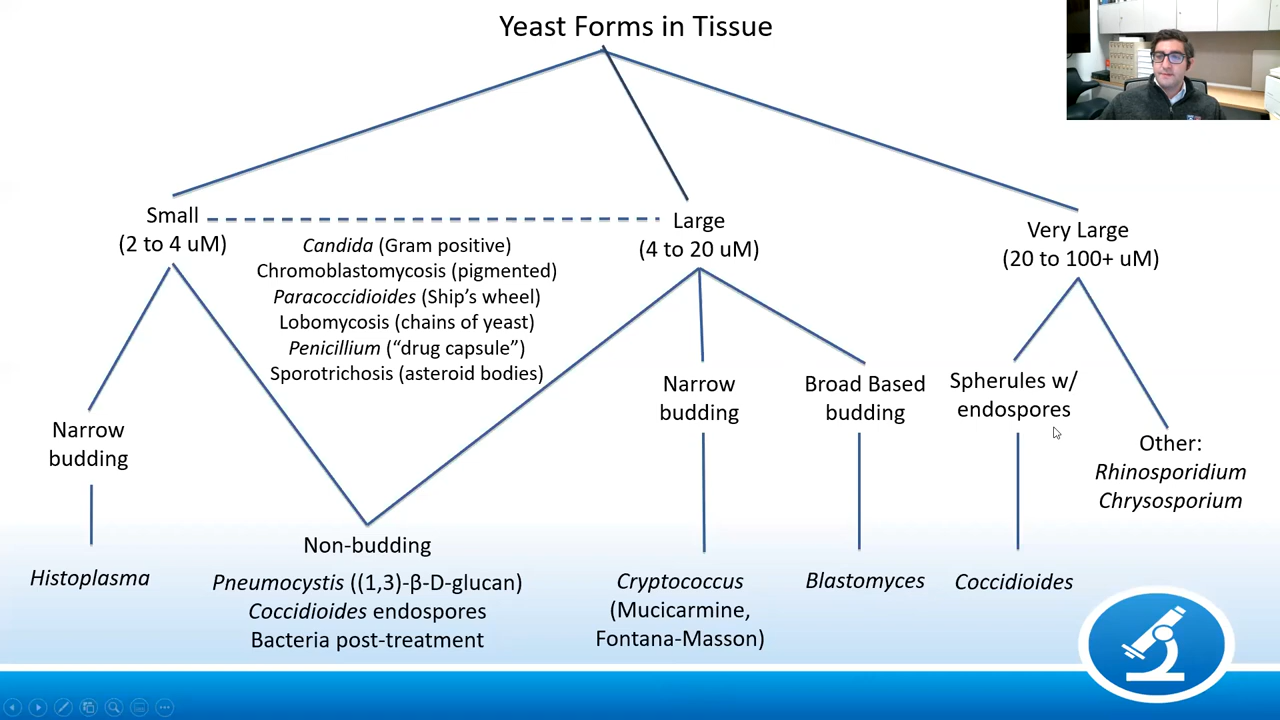 Yeast Forms in Tissue
Small
(2 to 4 uM)
Candida (Gram positive)
Chromoblastomycosis (pigmented)
Paracoccidioides (Ship's wheel)
Lobomycosis (chains of yeast)
Penicillium ("drug capsule")
Sporotrichosis (asteroid bodies)
Large
(4 to 20 uM)
Very Large
(20 to 100+ uM)
Narrow
budding
Narrow
budding
Broad Based
budding
Spherules w/
endospores
Other:
Rhinosporidium
Chrysosporium
Histoplasma
Non-budding
Pneumocystis ((1,3)-β-D-glucan)
Coccidioides endospores
Bacteria post-treatment
Cryptococcus
(Mucicarmine,
Fontana-Masson)
Blastomyces
Coccidioides